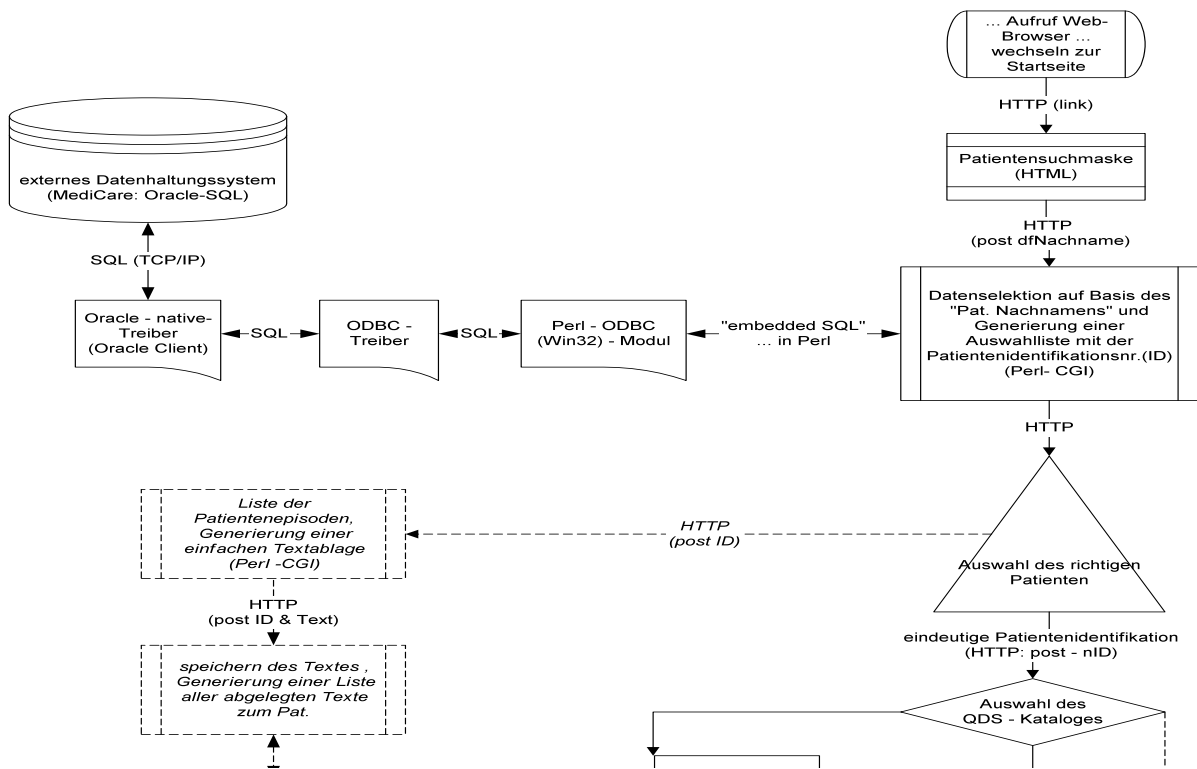 ... Aufruf Web-
Browser ...
wechseln zur
Startseite
HTTP (link)
Patientensuchmaske
(HTML)
HTTP
(post dfNachname)
externes Datenhaltungssystem
(MediCare: Oracle-SQL)
SQL (TCP/IP)
Oracle - native-
Treiber
(Oracle Client)
SQL
ODBC -
Treiber
SQL
Perl - ODBC
(Win32) - Modul
"embedded SQL"
... in Perl
Datenselektion auf Basis des
"Pat. Nachnamens" und
Generierung einer
Auswahlliste mit der
Patientenidentifikationsnr.(ID)
(Perl- CGI)
HTTP
Auswahl des richtigen
Patienten
HTTP
(post ID)
Liste der
Patientenepisoden,
Generierung einer
einfachen Textablage
(Perl -CGI)
HTTP
(post ID & Text)
speichern des Textes ,
Generierung einer Liste
aller abgelegten Texte
zum Pat.
eindeutige Patientenidentifikation
(HTTP: post - nID)
Auswahl des
QDS - Kataloges